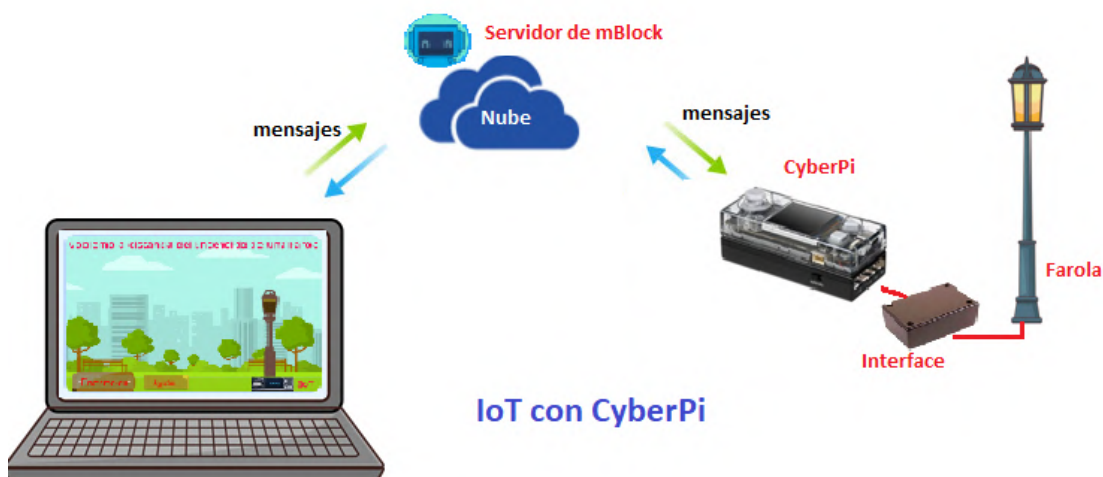 Servidor de mBlock
Nube
mensajes
mensajes
CyberPi
Farola
Interface
IoT con CyberPi